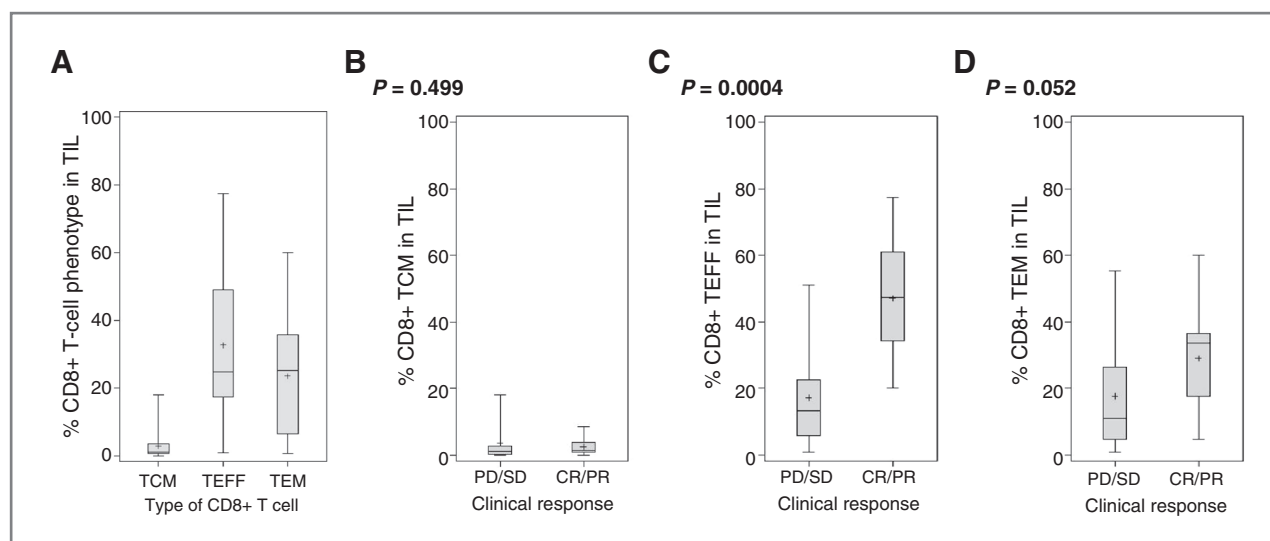 A
% CD8+ T-cell phenotype in TIL
100
80
60
40
20
0
TCM TEFF TEM
Type of CD8+ T cell
B
P = 0.499
% CD8+ TCM in TIL
100
80
60
40
20
0
PD/SD CR/PR
Clinical response
C
P = 0.0004
% CD8+ TEFF in TIL
100
80
60
40
20
0
PD/SD CR/PR
Clinical response
D
P = 0.052
% CD8+ TEM in TIL
100
80
60
40
20
0
PD/SD CR/PR
Clinical response